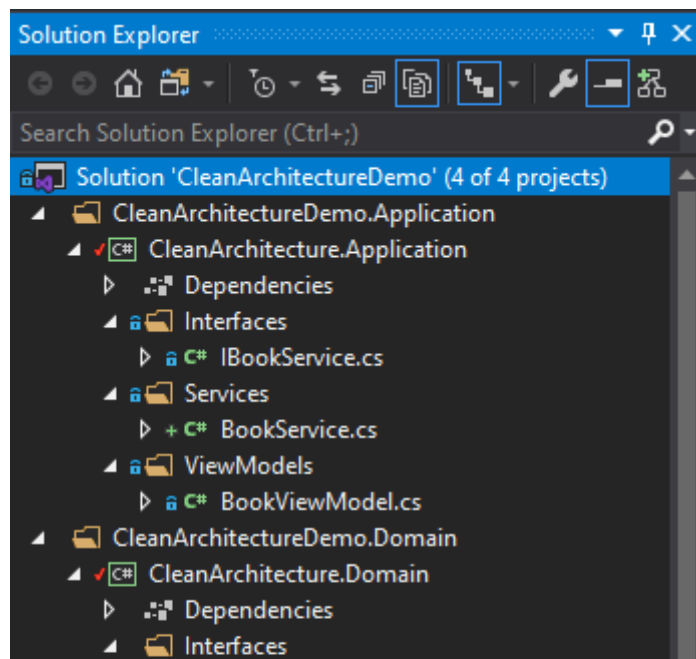 Solution Explorer
Search Solution Explorer (Ctrl+;)
Solution 'CleanArchitectureDemo' (4 of 4 projects)
CleanArchitectureDemo.Application
C# CleanArchitecture.Application
Dependencies
Interfaces
C# IBookService.cs
Services
+ C# BookService.cs
ViewModels
C# BookViewModel.cs
CleanArchitectureDemo.Domain
C# CleanArchitecture.Domain
Dependencies
Interfaces